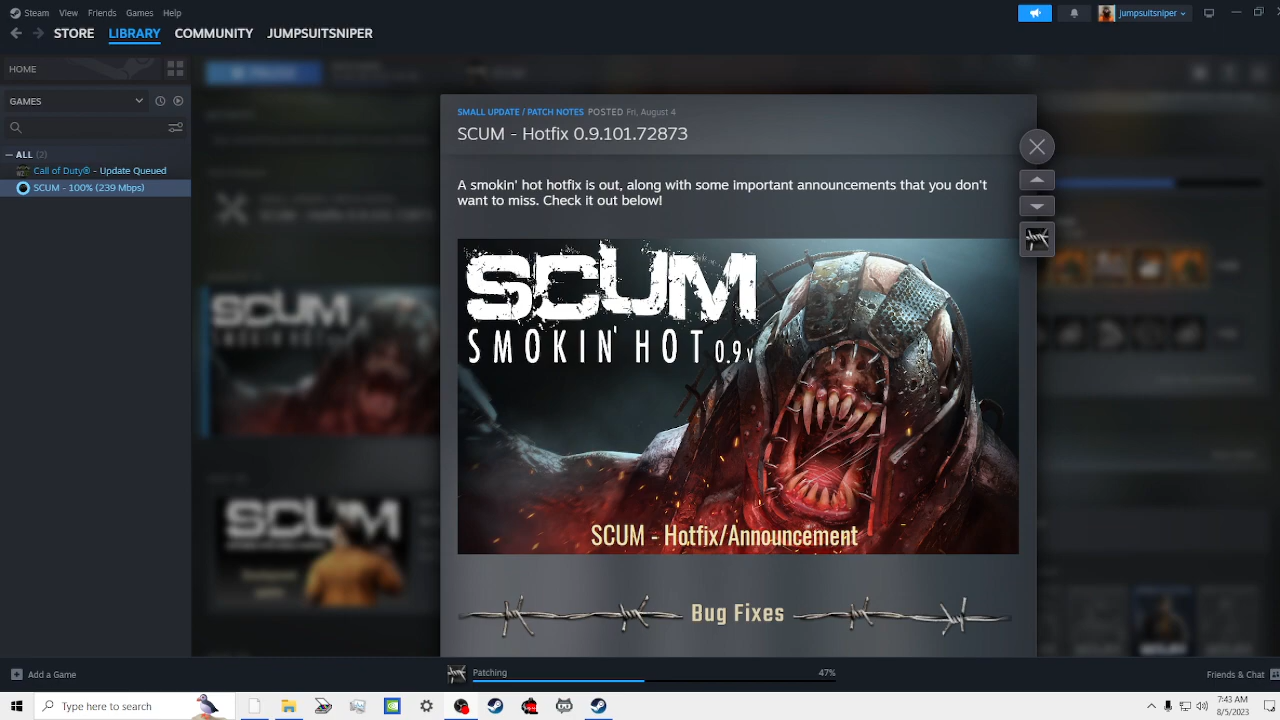 Steam View Friends Games Help
jumpsuitsniper
STORE LIBRARY COMMUNITY JUMPSUITSNIPER
HOME
GAMES
ALL (2)
Call of Duty® - Update Queued
SCUM - 100% (239 Mbps)
SMALL UPDATE / PATCH NOTES POSTED Fri, August 4
SCUM - Hotfix 0.9.101.72873
A smokin' hot hotfix is out, along with some important announcements that you don't
want to miss. Check it out below!
SCUM
SMOKIN' HOT 0.9v
SCUM - Hotfix/Announcement
Bug Fixes
SCUM
SCUM
Add a Game
Patching 47%
Friends & Chat
Type here to search
7:43 AM
8/5/2023